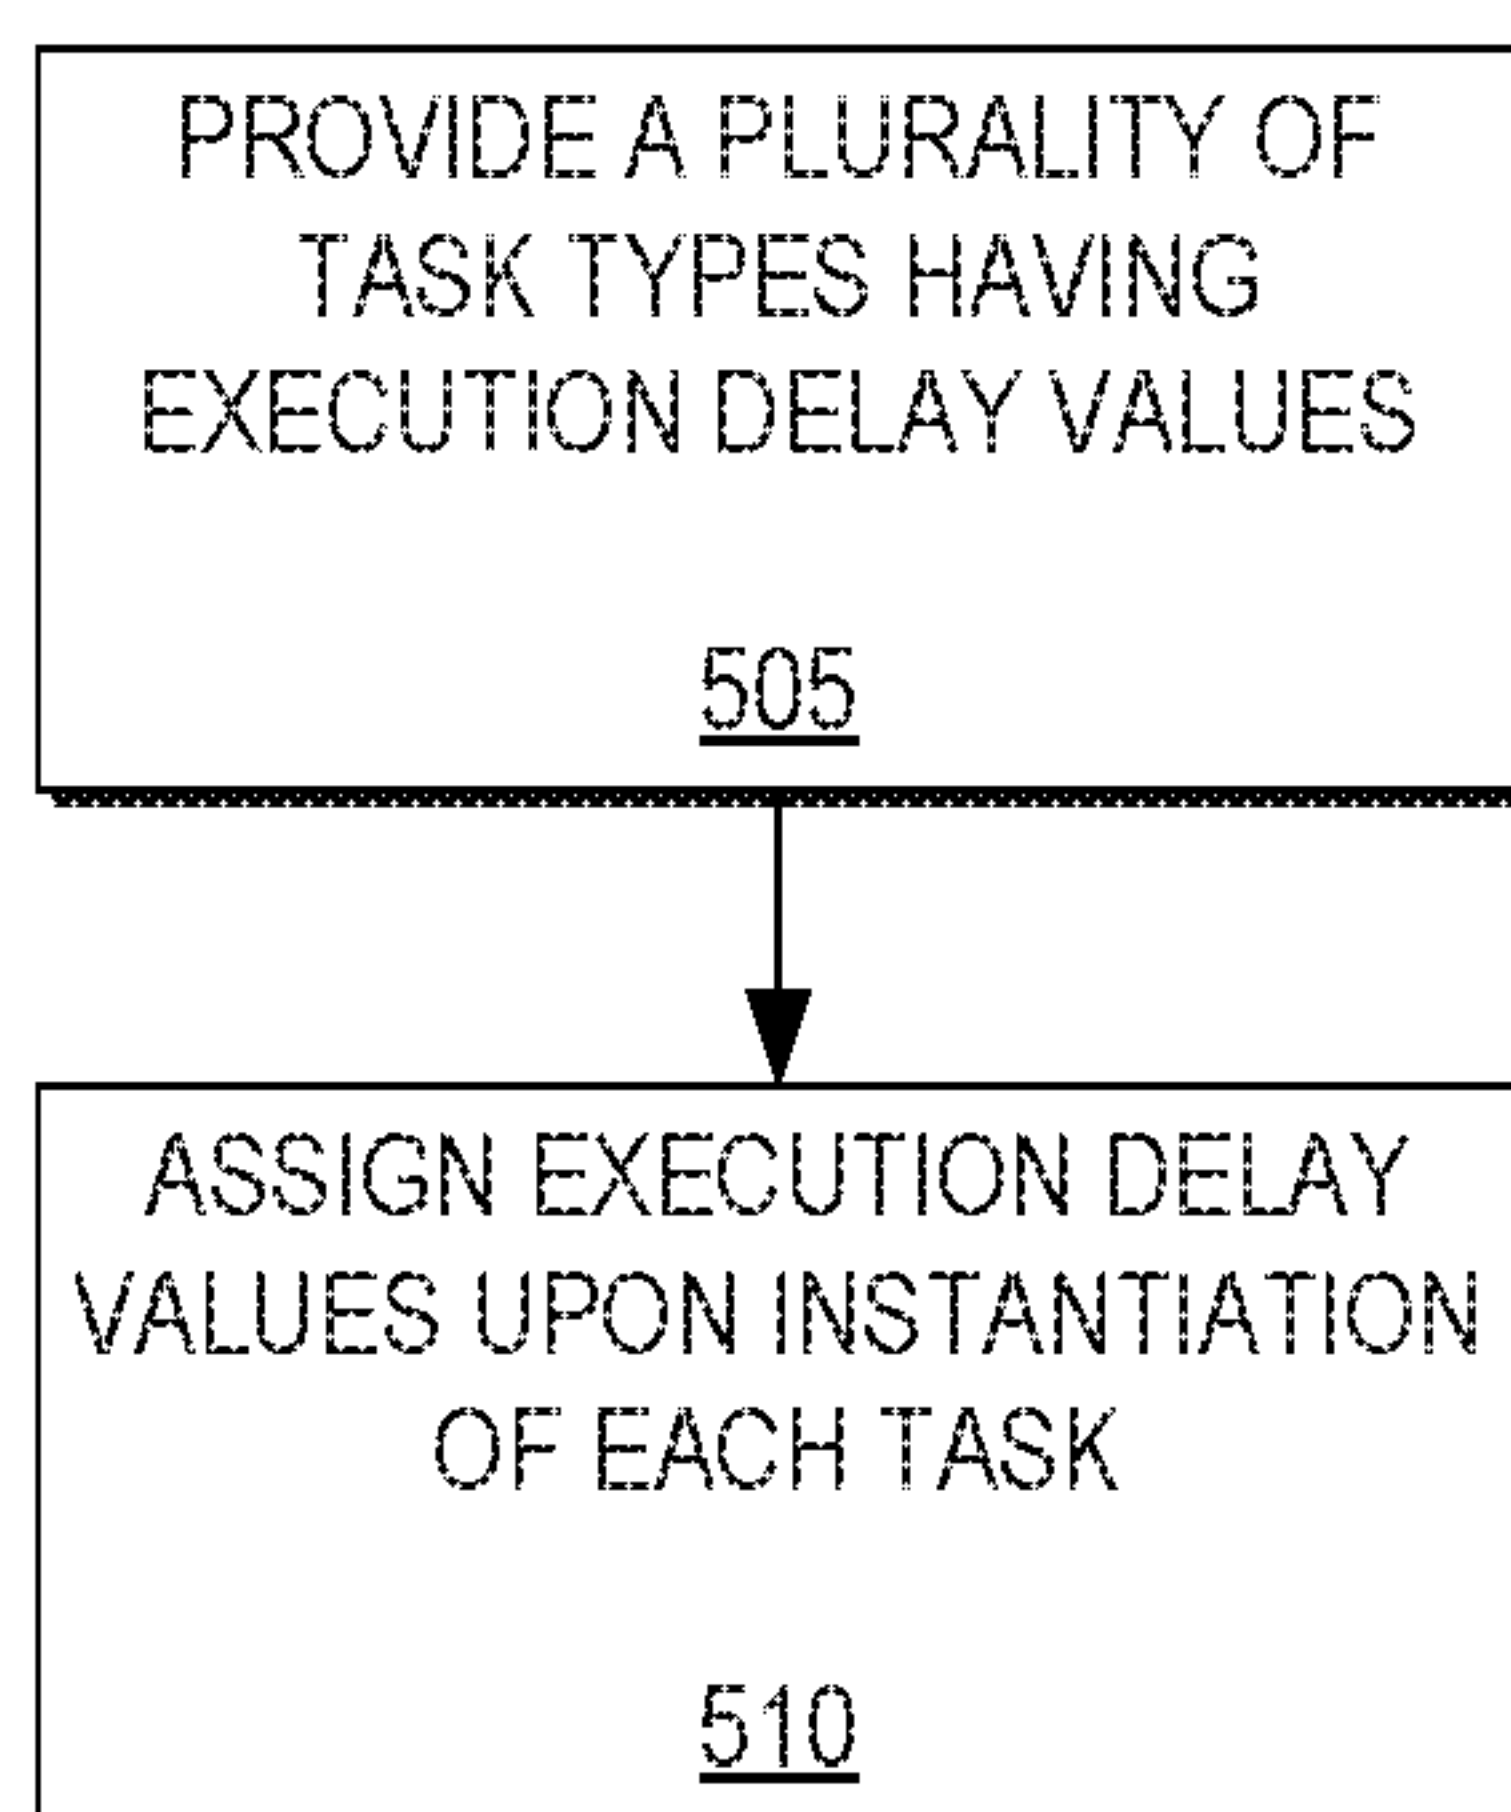 PROVIDE A PLURALITY OF
TASK TYPES HAVING
EXECUTION DELAY VALUES
505
ASSIGN EXECUTION DELAY
VALUES UPON INSTANTIATION
OF EACH TASK
510